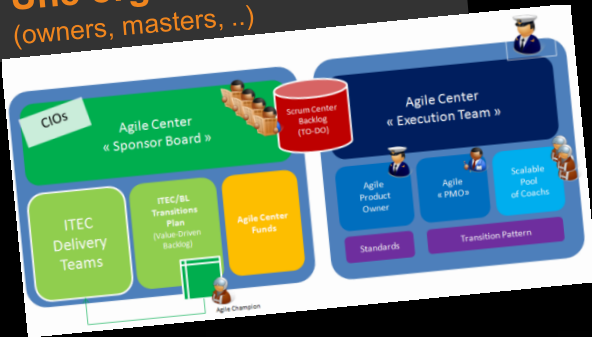 (owners, masters, ..)
CIOs
Agile Center
« Sponsor Board »
Scrum Center
Backlog
(TO-DO)
Agile Center
« Execution Team »
ITEC
Delivery
Teams
ITEC/BL
Transitions
Plan
(Value-Driven
Backlog)
Agile Center
Funds
Agile
Product
Owner
Agile
«PMO»
Scalable
Pool
of Coachs
Standards
Transition Pattern
Agile Champion